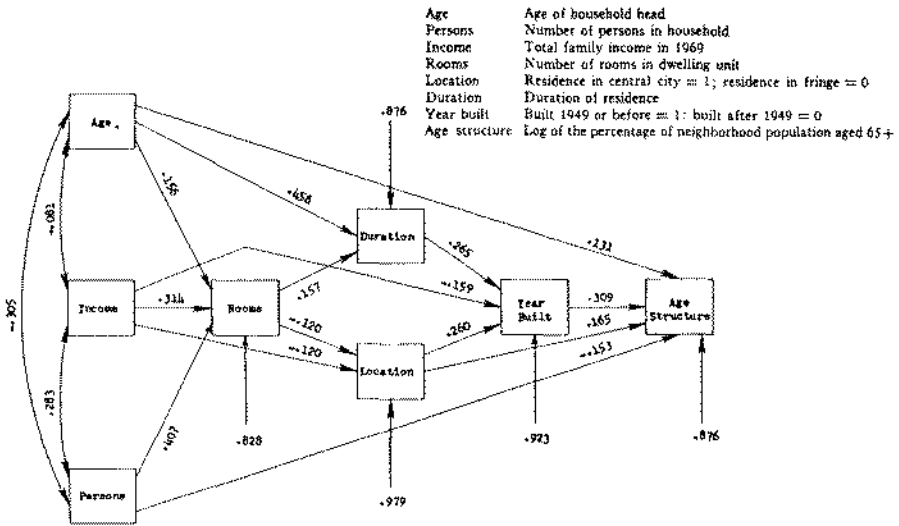 Age Age of household head
Persons Number of persons in household
Income Total family income in 1969
Rooms Number of rooms in dwelling unit
Location Residence in central city = 1; residence in fringe = 0
Duration Duration of residence
Year built Built 1949 or before = 1: built after 1949 = 0
Age structure Log of the percentage of neighborhood population aged 65+
Age
.876
.458
.231
Duration
.265
-.305
.283
Income
.314
Rooms
.157
-.159
Year
Built
.309
Age
Structure
-.120
-.120
.260
.165
-.153
Location
.402
.828
.923
.876
.979
Persons